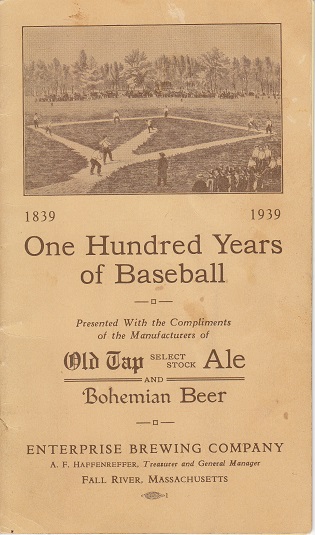 1839 1939
One Hundred Years
of Baseball
Presented With the Compliments
of the Manufacturers of
Old Tap SELECT STOCK Ale
AND
Bohemian Beer
ENTERPRISE BREWING COMPANY
A. F. HAFFENREFFER, Treasurer and General Manager
FALL RIVER, MASSACHUSETTS